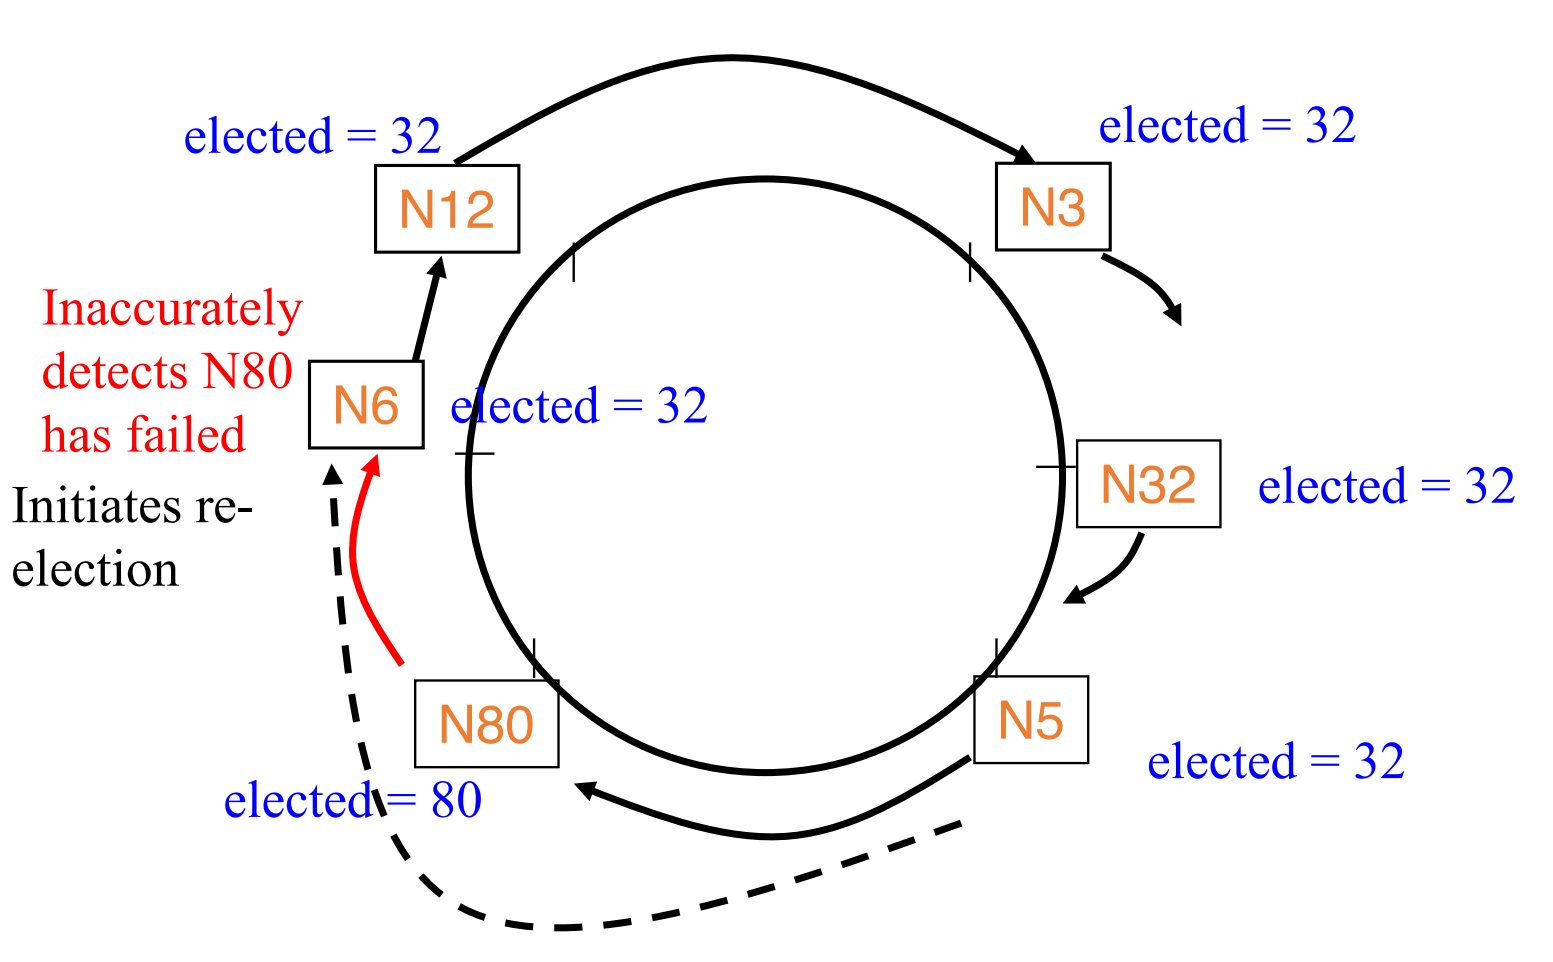 elected = 32
elected = 32
N12
N3
Inaccurately
detects N80
has failed
N6
elected = 32
N32
elected = 32
Initiates re-
election
N80
N5
elected = 32
elected = 80